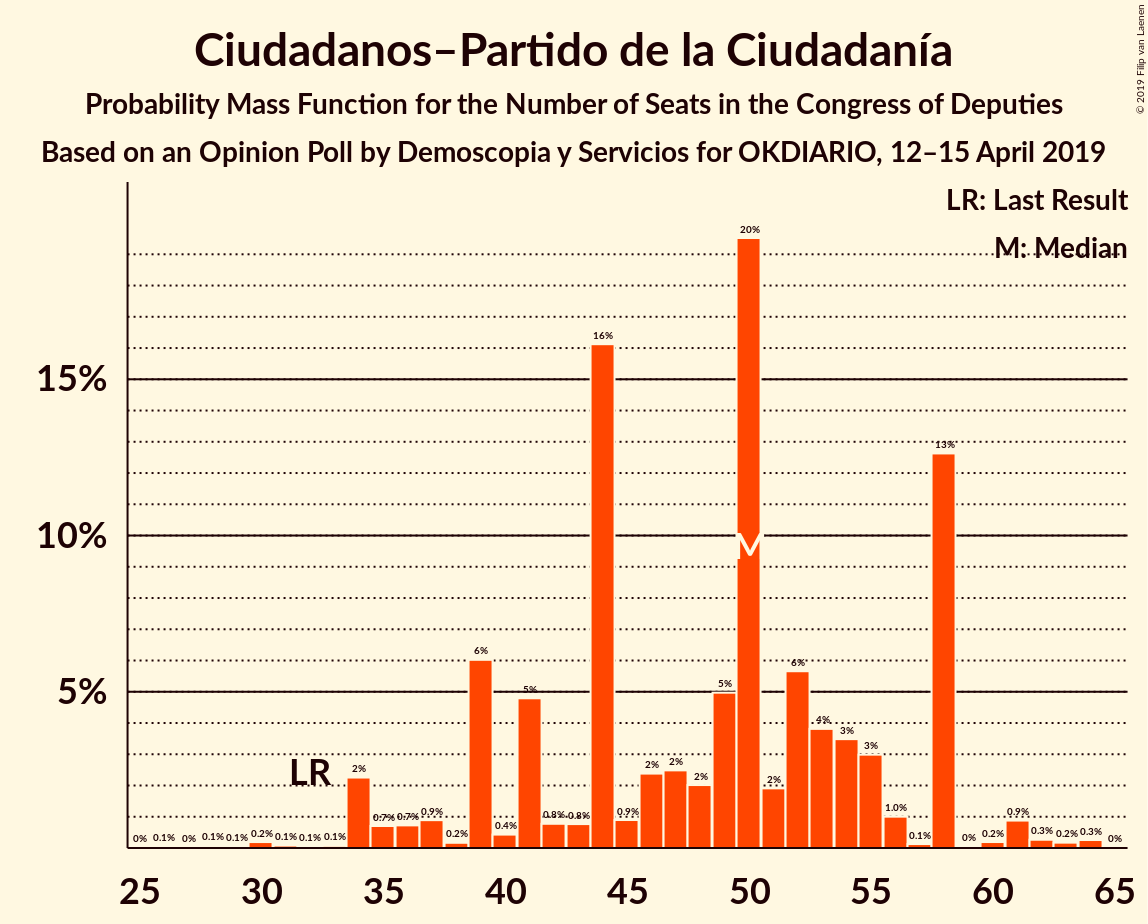 Ciudadanos–Partido de la Ciudadanía
Probability Mass Function for the Number of Seats in the Congress of Deputies
Based on an Opinion Poll by Demoscopia y Servicios for OKDIARIO, 12–15 April 2019
© 2019 Filip van Laenen
LR: Last Result
M: Median
15%
10%
5%
0% 0.1% 0% 0.1% 0.1% 0.2% 0.1% 0.1% 0.1% 2% 0.7% 0.7% 0.9% 0.2% 6% 0.4% 5% 0.8% 0.8% 16% 0.9% 2% 2% 2% 5% 20% 2% 6% 4% 3% 3% 1.0% 0.1% 13% 0% 0.2% 0.9% 0.3% 0.2% 0.3% 0%
LR
M
25 30 35 40 45 50 55 60 65